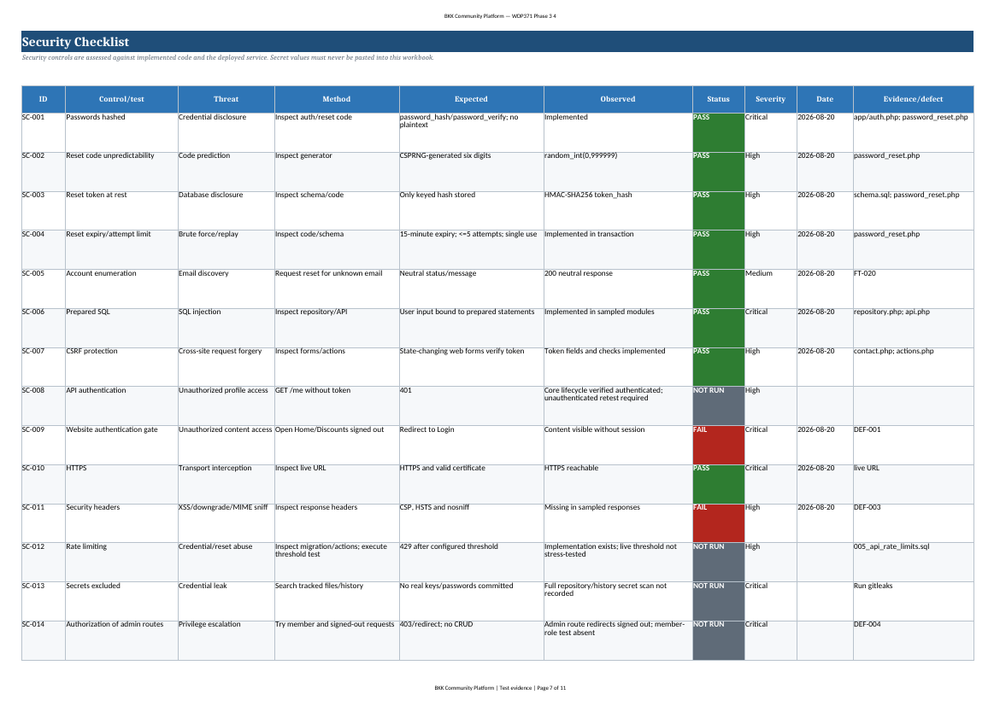 BKK Community Platform — WDP371 Phase 3 4
Security Checklist
Security controls are assessed against implemented code and the deployed service. Secret values must never be pasted into this workbook.
ID Control/test Threat Method Expected Observed Status Severity Date Evidence/defect
SC-001 Passwords hashed Credential disclosure Inspect auth/reset code password_hash/password_verify; no plaintext Implemented PASS Critical 2026-08-20 app/auth.php; password_reset.php
SC-002 Reset code unpredictability Code prediction Inspect generator CSPRNG-generated six digits random_int(0,999999) PASS High 2026-08-20 password_reset.php
SC-003 Reset token at rest Database disclosure Inspect schema/code Only keyed hash stored HMAC-SHA256 token_hash PASS High 2026-08-20 schema.sql; password_reset.php
SC-004 Reset expiry/attempt limit Brute force/replay Inspect code/schema 15-minute expiry; <=5 attempts; single use Implemented in transaction PASS High 2026-08-20 password_reset.php
SC-005 Account enumeration Email discovery Request reset for unknown email Neutral status/message 200 neutral response PASS Medium 2026-08-20 FT-020
SC-006 Prepared SQL SQL injection Inspect repository/API User input bound to prepared statements Implemented in sampled modules PASS Critical 2026-08-20 repository.php; api.php
SC-007 CSRF protection Cross-site request forgery Inspect forms/actions State-changing web forms verify token Token fields and checks implemented PASS High 2026-08-20 contact.php; actions.php
SC-008 API authentication Unauthorized profile access GET /me without token 401 Core lifecycle verified authenticated; unauthenticated retest required NOT RUN High
SC-009 Website authentication gate Unauthorized content access Open Home/Discounts signed out Redirect to Login Content visible without session FAIL Critical 2026-08-20 DEF-001
SC-010 HTTPS Transport interception Inspect live URL HTTPS and valid certificate HTTPS reachable PASS Critical 2026-08-20 live URL
SC-011 Security headers XSS/downgrade/MIME sniff Inspect response headers CSP, HSTS and nosniff Missing in sampled responses FAIL High 2026-08-20 DEF-003
SC-012 Rate limiting Credential/reset abuse Inspect migration/actions; execute threshold test 429 after configured threshold Implementation exists; live threshold not stress-tested NOT RUN High 005_api_rate_limits.sql
SC-013 Secrets excluded Credential leak Search tracked files/history No real keys/passwords committed Full repository/history secret scan not recorded NOT RUN Critical Run gitleaks
SC-014 Authorization of admin routes Privilege escalation Try member and signed-out requests 403/redirect; no CRUD Admin route redirects signed out; member-role test absent NOT RUN Critical DEF-004
BKK Community Platform | Test evidence | Page 7 of 11